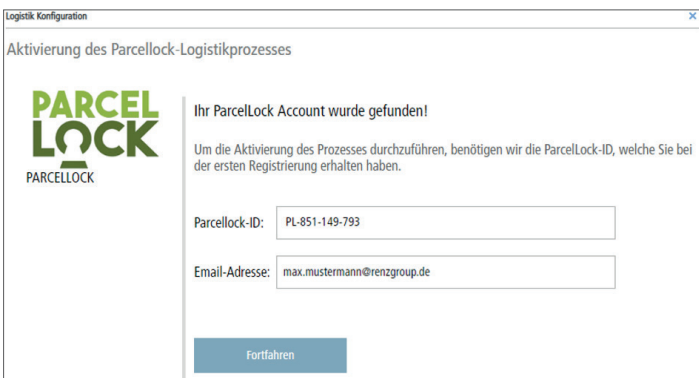 Logistik Konfiguration
Aktivierung des Parcellock-Logistikprozesses
PARCEL
LOCK
PARCELLOCK
Ihr ParcelLock Account wurde gefunden!
Um die Aktivierung des Prozesses durchzuführen, benötigen wir die ParcelLock-ID, welche Sie bei
der ersten Registrierung erhalten haben.
Parcellock-ID: PL-851-149-793
Email-Adresse: max.mustermann@renzgroup.de
Fortfahren